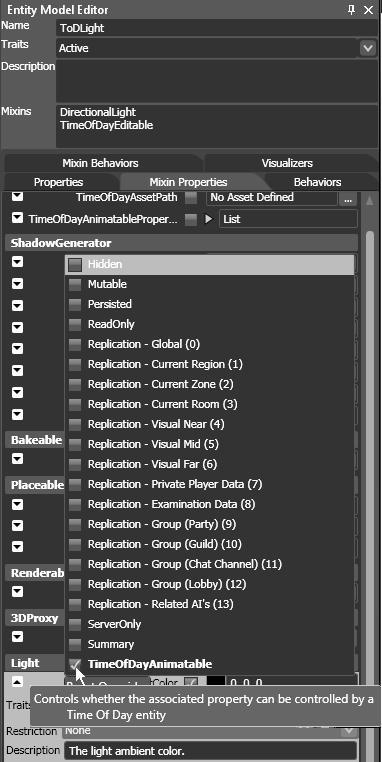 Entity Model Editor
Name
ToDLight
Traits
Active
Description
Mixins
DirectionalLight
TimeOfDayEditable
Mixin Behaviors
Visualizers
Properties
Mixin Properties
Behaviors
TimeOfDayAssetPath
No Asset Defined
...
TimeOfDayAnimatableProper...
List
ShadowGenerator
Hidden
Mutable
Persisted
ReadOnly
Replication - Global (0)
Replication - Current Region (1)
Replication - Current Zone (2)
Replication - Current Room (3)
Replication - Visual Near (4)
Replication - Visual Mid (5)
Replication - Visual Far (6)
Bakeable
Replication - Private Player Data (7)
Placeable
Replication - Examination Data (8)
Replication - Group (Party) (9)
Replication - Group (Guild) (10)
Replication - Group (Chat Channel) (11)
Renderab
Replication - Group (Lobby) (12)
Replication - Related AI's (13)
3DProxy
ServerOnly
Summary
Light
TimeOfDayAnimatable
Color
0, 0, 0
Controls whether the associated property can be controlled by a
Time Of Day entity
Traits
Restriction
None
Description
The light ambient color.